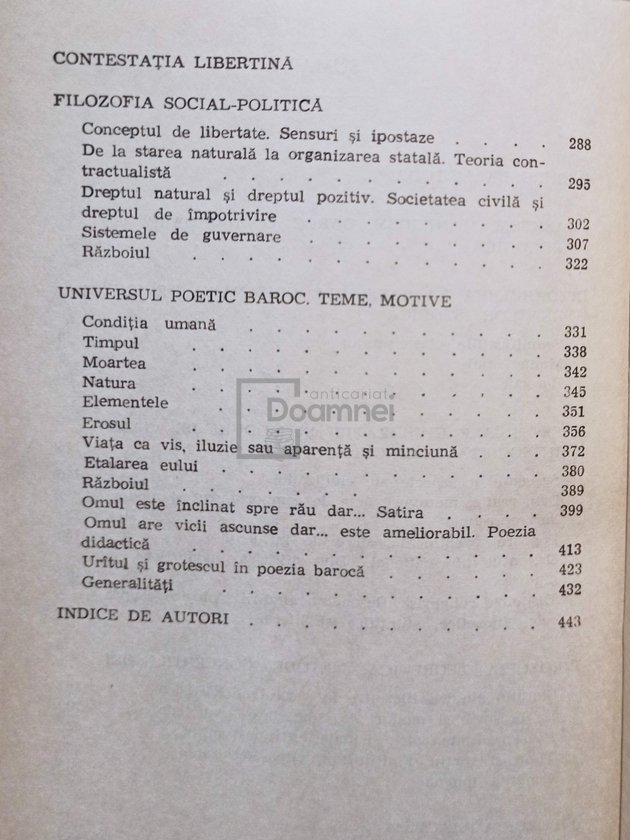 CONTESTAȚIA LIBERTINĂ
FILOZOFIA SOCIAL-POLITICĂ
Conceptul de libertate. Sensuri și ipostaze . . . . 288
De la starea naturală la organizarea statală. Teoria con-
tractualistă . . . . . . . . . . . . 295
Dreptul natural și dreptul pozitiv. Societatea civilă și
dreptul de împotrivire . . . . . . . . . 302
Sistemele de guvernare . . . . . . . . . 307
Războiul . . . . . . . . . . . . . 322
UNIVERSUL POETIC BAROC. TEME, MOTIVE
Condiția umană . . . . . . . . . . . 331
Timpul . . . . . . . . . . . . . 338
Moartea . . . . . . . . . . . . . 342
Natura . . . . . . . . . . . . . 345
Elementele . . . . . . . . . . . . 351
Erosul . . . . . . . . . . . . . 356
Viața ca vis, iluzie sau aparență și minciună . . . 372
Etalarea eului . . . . . . . . . . . . 380
Războiul . . . . . . . 389
Omul este înclinat spre rău dar... Satira . . . . 399
Omul are vicii ascunse dar... este ameliorabil. Poezia
didactică . . . . . . . . . . . . . 413
Urîtul și grotescul în poezia barocă . . . . . . 423
Generalități . . . . . . . . . . . . 432
INDICE DE AUTORI . . . . . . . . . . . 443
anticariat
Doamnei